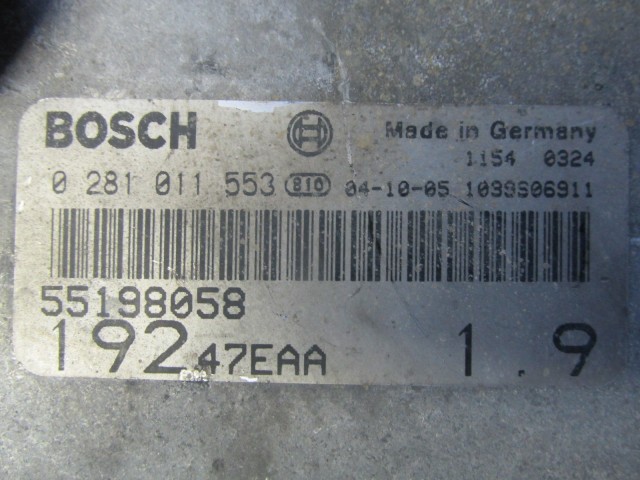 BOSCH Made in Germany
1154 0324
0 281 011 553 810 04-10-05 1039S06911
55198058
192 47EAA 1.9